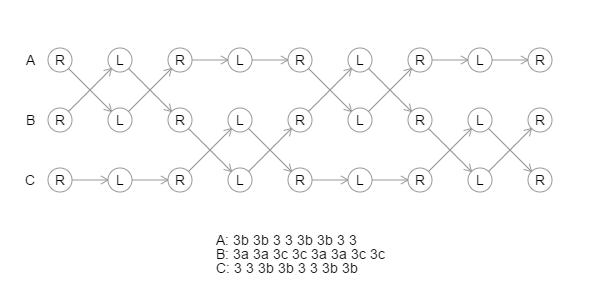 A R L R L R L R L R
B R L R L R L R L R
C R L R L R L R L R
A: 3b 3b 3 3 3b 3b 3 3
B: 3a 3a 3c 3c 3a 3a 3c 3c
C: 3 3 3b 3b 3 3 3b 3b